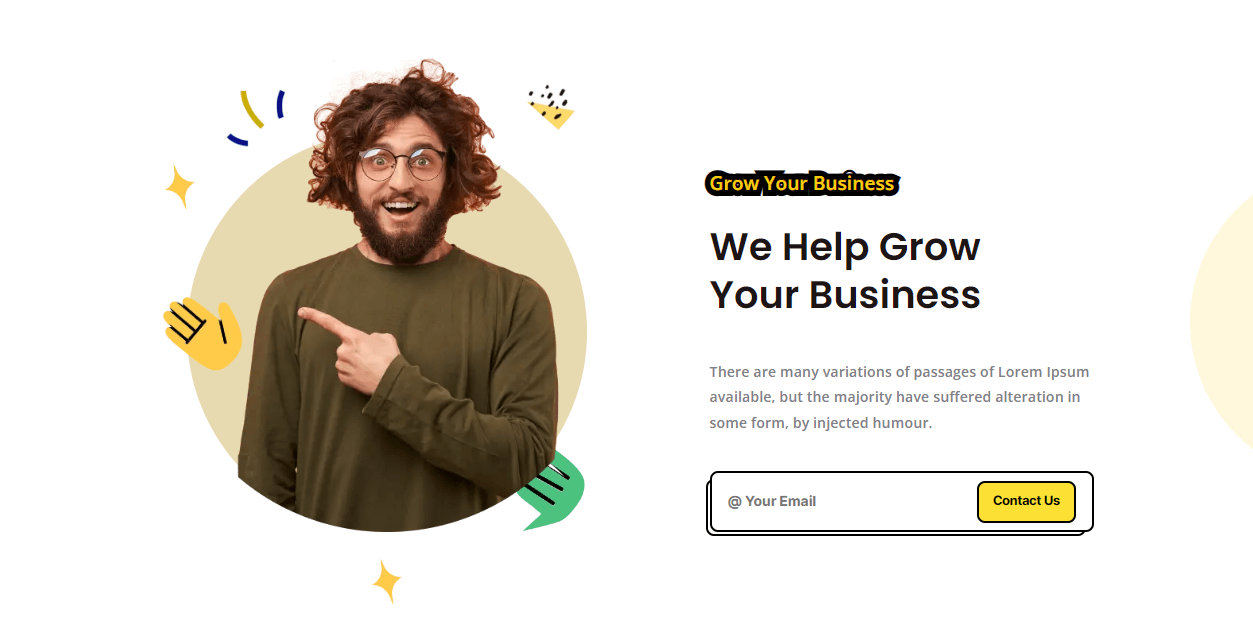 Grow Your Business
We Help Grow
Your Business
There are many variations of passages of Lorem Ipsum
available, but the majority have suffered alteration in
some form, by injected humour.
@ Your Email
Contact Us